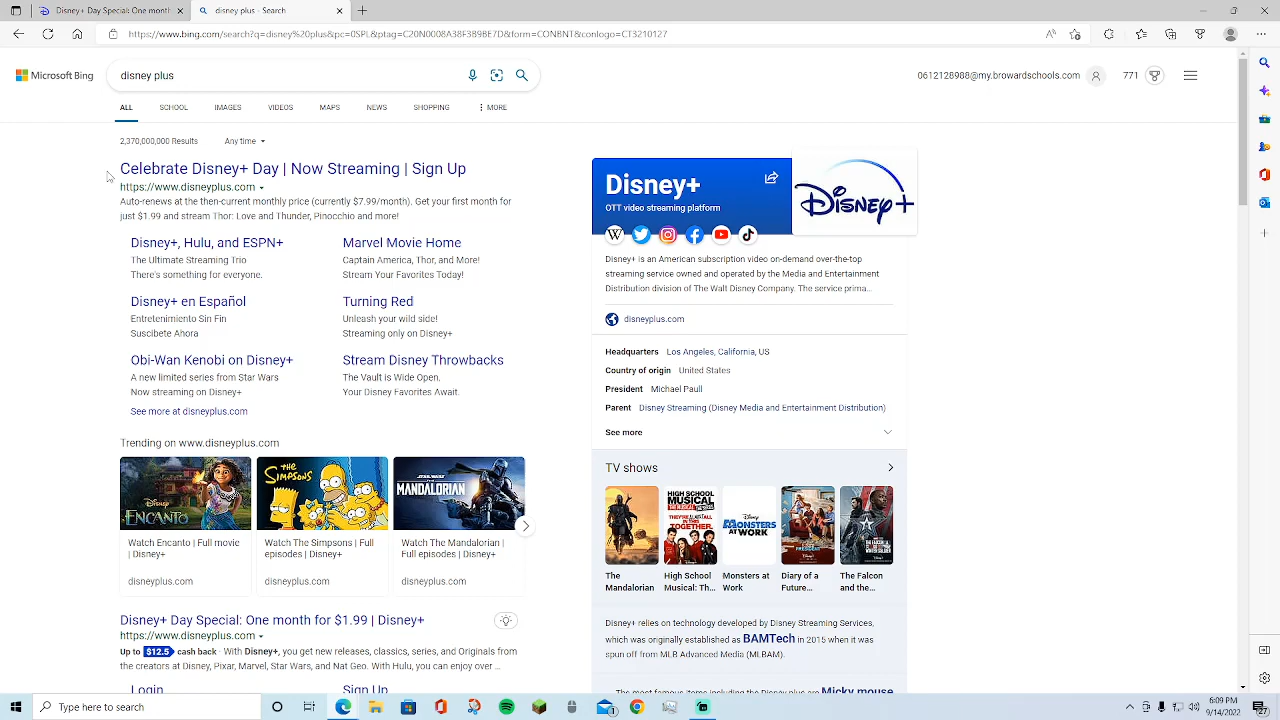 Disney+ Day Special One month
disney plus - Search
https://www.bing.com/search?q=disney%20plus&pc=0SPL&ptag=C20N0008A38F3B9BE7D&form=CONBNT&conlogo=CT3210127
Microsoft Bing
disney plus
0612128988@my.browardschools.com
771
ALL SCHOOL IMAGES VIDEOS MAPS NEWS SHOPPING MORE
2,370,000,000 Results Any time
Celebrate Disney+ Day | Now Streaming | Sign Up
https://www.disneyplus.com
Auto-renews at the then-current monthly price (currently $7.99/month). Get your first month for
just $1.99 and stream Thor: Love and Thunder, Pinocchio and more!
Disney+, Hulu, and ESPN+
The Ultimate Streaming Trio
There's something for everyone.
Marvel Movie Home
Captain America, Thor, and More!
Stream Your Favorites Today!
Disney+ en Español
Entretenimiento Sin Fin
Suscibete Ahora
Turning Red
Unleash your wild side!
Streaming only on Disney+
Obi-Wan Kenobi on Disney+
A new limited series from Star Wars
Now streaming on Disney+
Stream Disney Throwbacks
The Vault is Wide Open.
Your Disney Favorites Await.
See more at disneyplus.com
Trending on www.disneyplus.com
DISNEY
ENCANTO
Watch Encanto | Full movie
| Disney+
disneyplus.com
THE
SIMPSONS
Watch The Simpsons | Full
episodes | Disney+
disneyplus.com
STAR WARS
MANDALORIAN
Watch The Mandalorian |
Full episodes | Disney+
disneyplus.com
Disney+ Day Special: One month for $1.99 | Disney+
https://www.disneyplus.com
Up to $12.5 cash back · With Disney+, you get new releases, classics, series, and Originals from
the creators at Disney, Pixar, Marvel, Star Wars, and Nat Geo. With Hulu, you can enjoy over ...
Login
Sign Up
Disney+
OTT video streaming platform
Disney+
Disney+ is an American subscription video on-demand over-the-top
streaming service owned and operated by the Media and Entertainment
Distribution division of The Walt Disney Company. The service prima...
disneyplus.com
Headquarters Los Angeles, California, US
Country of origin United States
President Michael Paull
Parent Disney Streaming (Disney Media and Entertainment Distribution)
See more
TV shows
HIGH SCHOOL
MUSICAL
Disney
MONSTERS
AT WORK
The
Mandalorian
High School
Musical: Th...
Monsters at
Work
Diary of a
Future...
The Falcon
and the...
Disney+ relies on technology developed by Disney Streaming Services,
which was originally established as BAMTech in 2015 when it was
spun off from MLB Advanced Media (MLBAM).
The most famous items including the Disney plus are Micky mouse
Type here to search
6:09 PM
9/14/2022